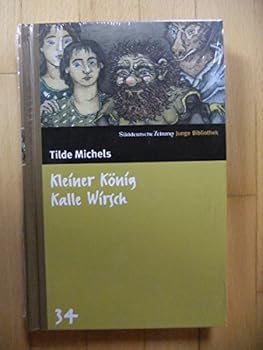 Süddeutsche Zeitung Junge Bibliothek
Tilde Michels
Kleiner König
Kalle Wirsch
34